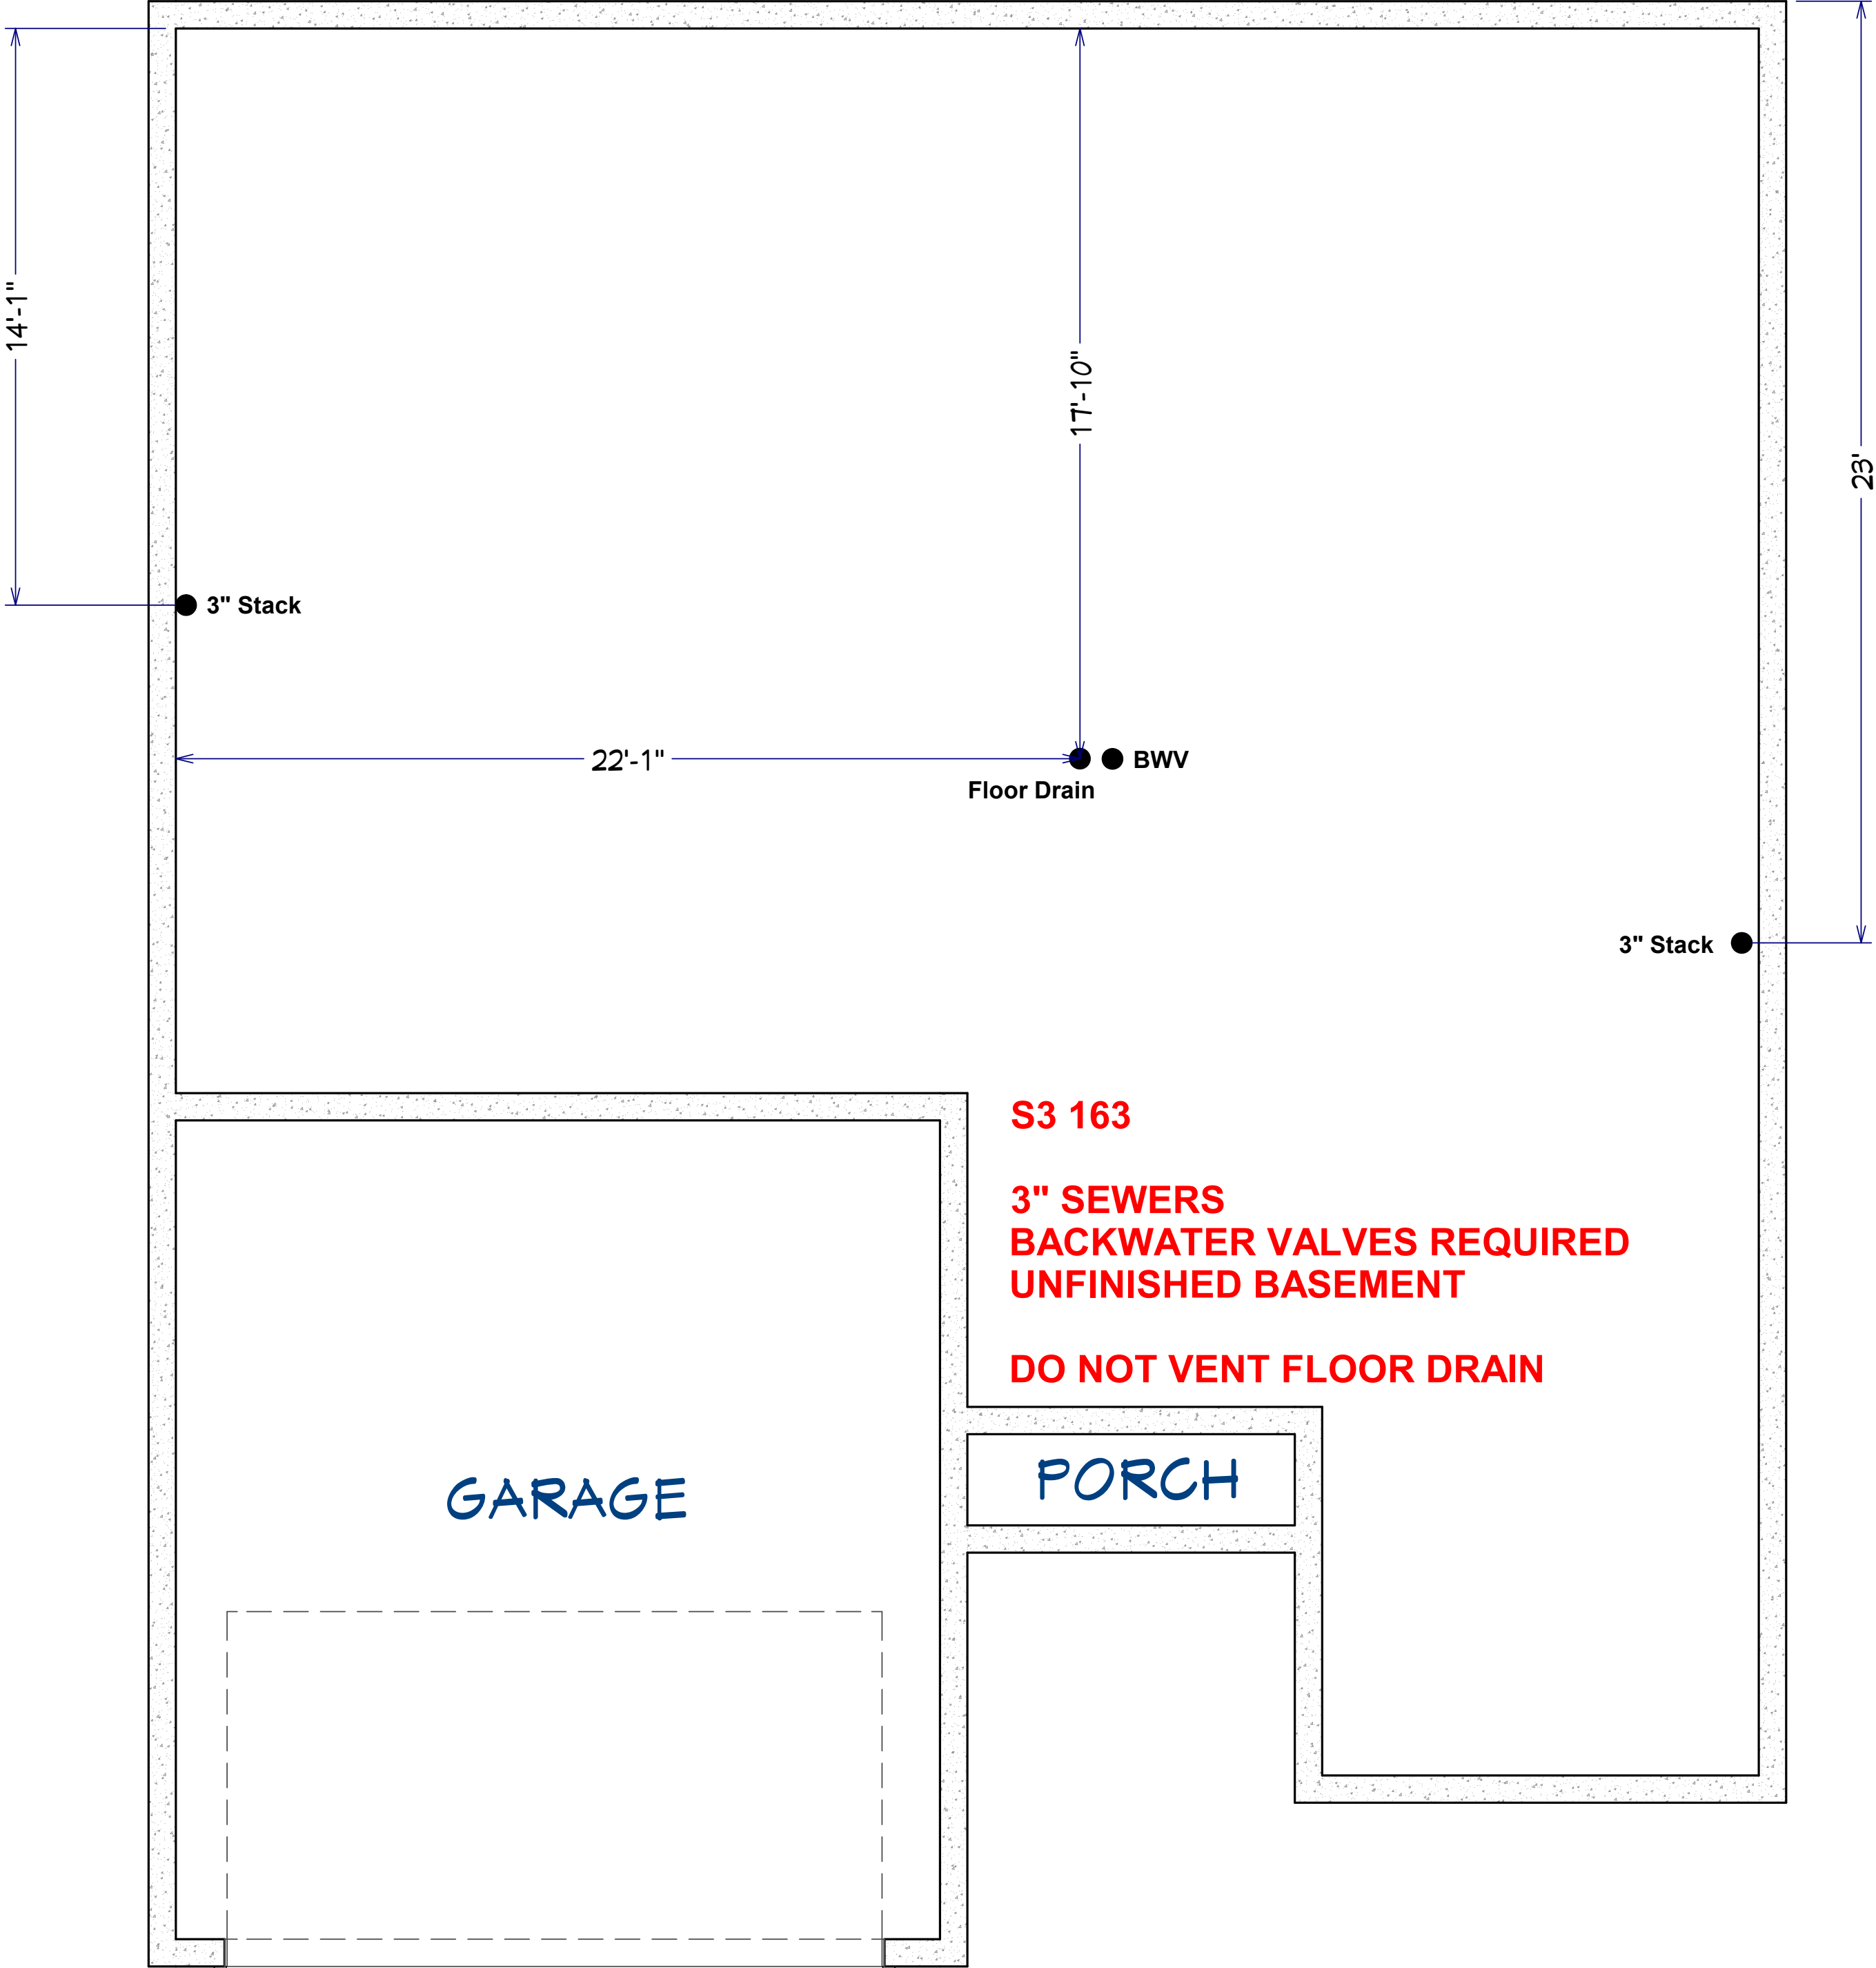 14'-1"
17'-10"
23'
3" Stack
22'-1"
BWV
Floor Drain
3" Stack
S3 163
3" SEWERS
BACKWATER VALVES REQUIRED
UNFINISHED BASEMENT
DO NOT VENT FLOOR DRAIN
GARAGE
PORCH